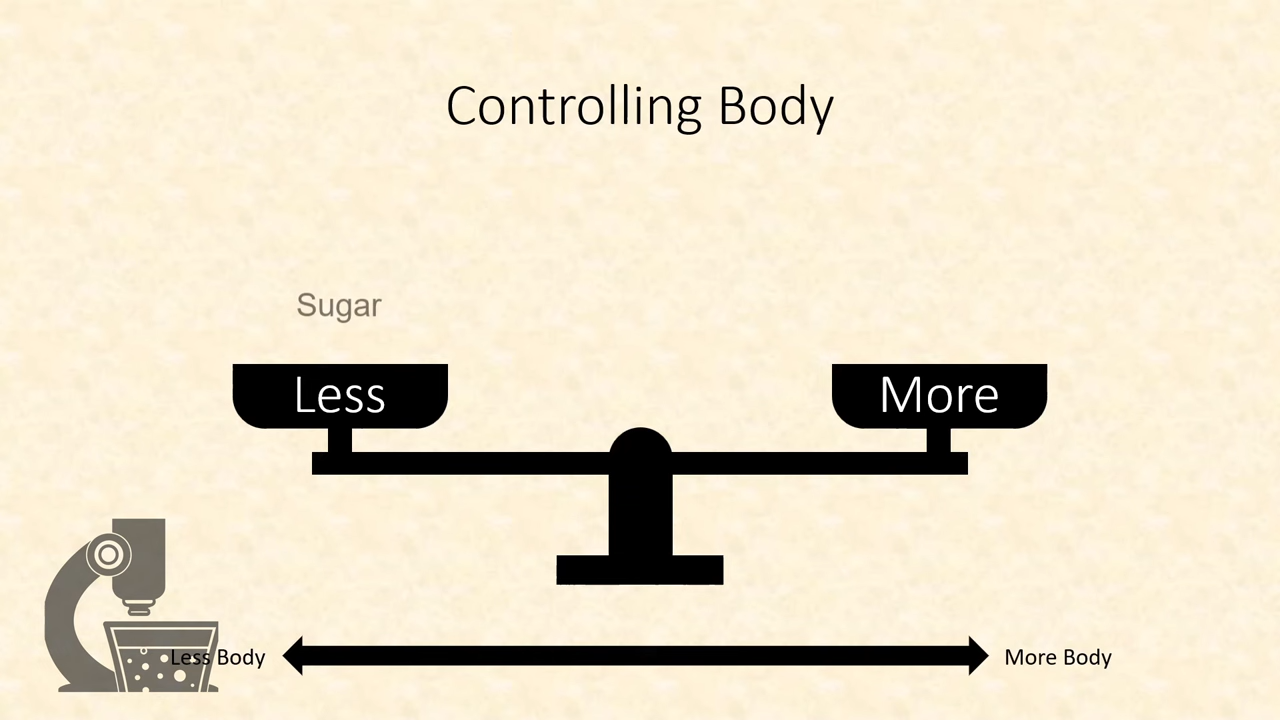 Controlling Body
Sugar
Less
More
Less Body
More Body